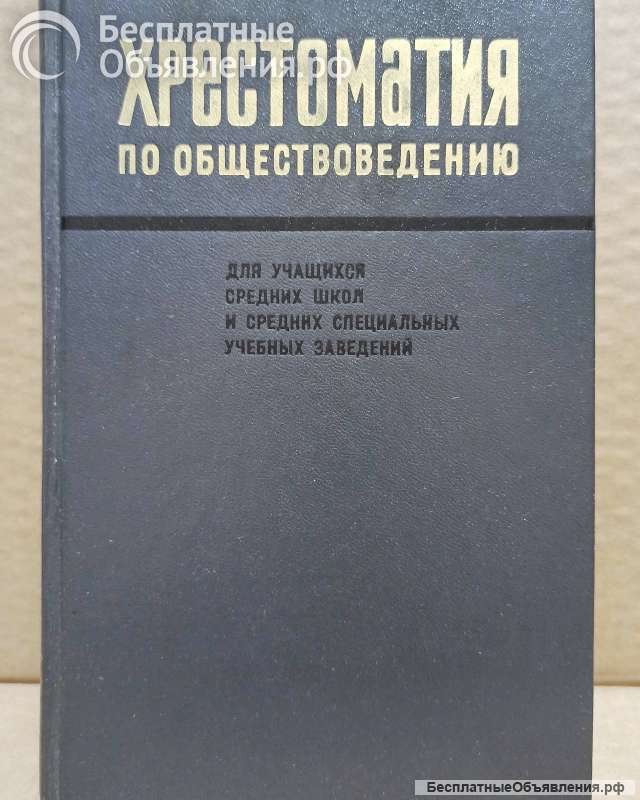 Бесплатные
Объявления.рф
ХРЕСТОМАТИЯ
ПО ОБЩЕСТВОВЕДЕНИЮ
ДЛЯ УЧАЩИХСЯ
СРЕДНИХ ШКОЛ
И СРЕДНИХ СПЕЦИАЛЬНЫХ
УЧЕБНЫХ ЗАВЕДЕНИЙ
БесплатныеОбъявления.рф